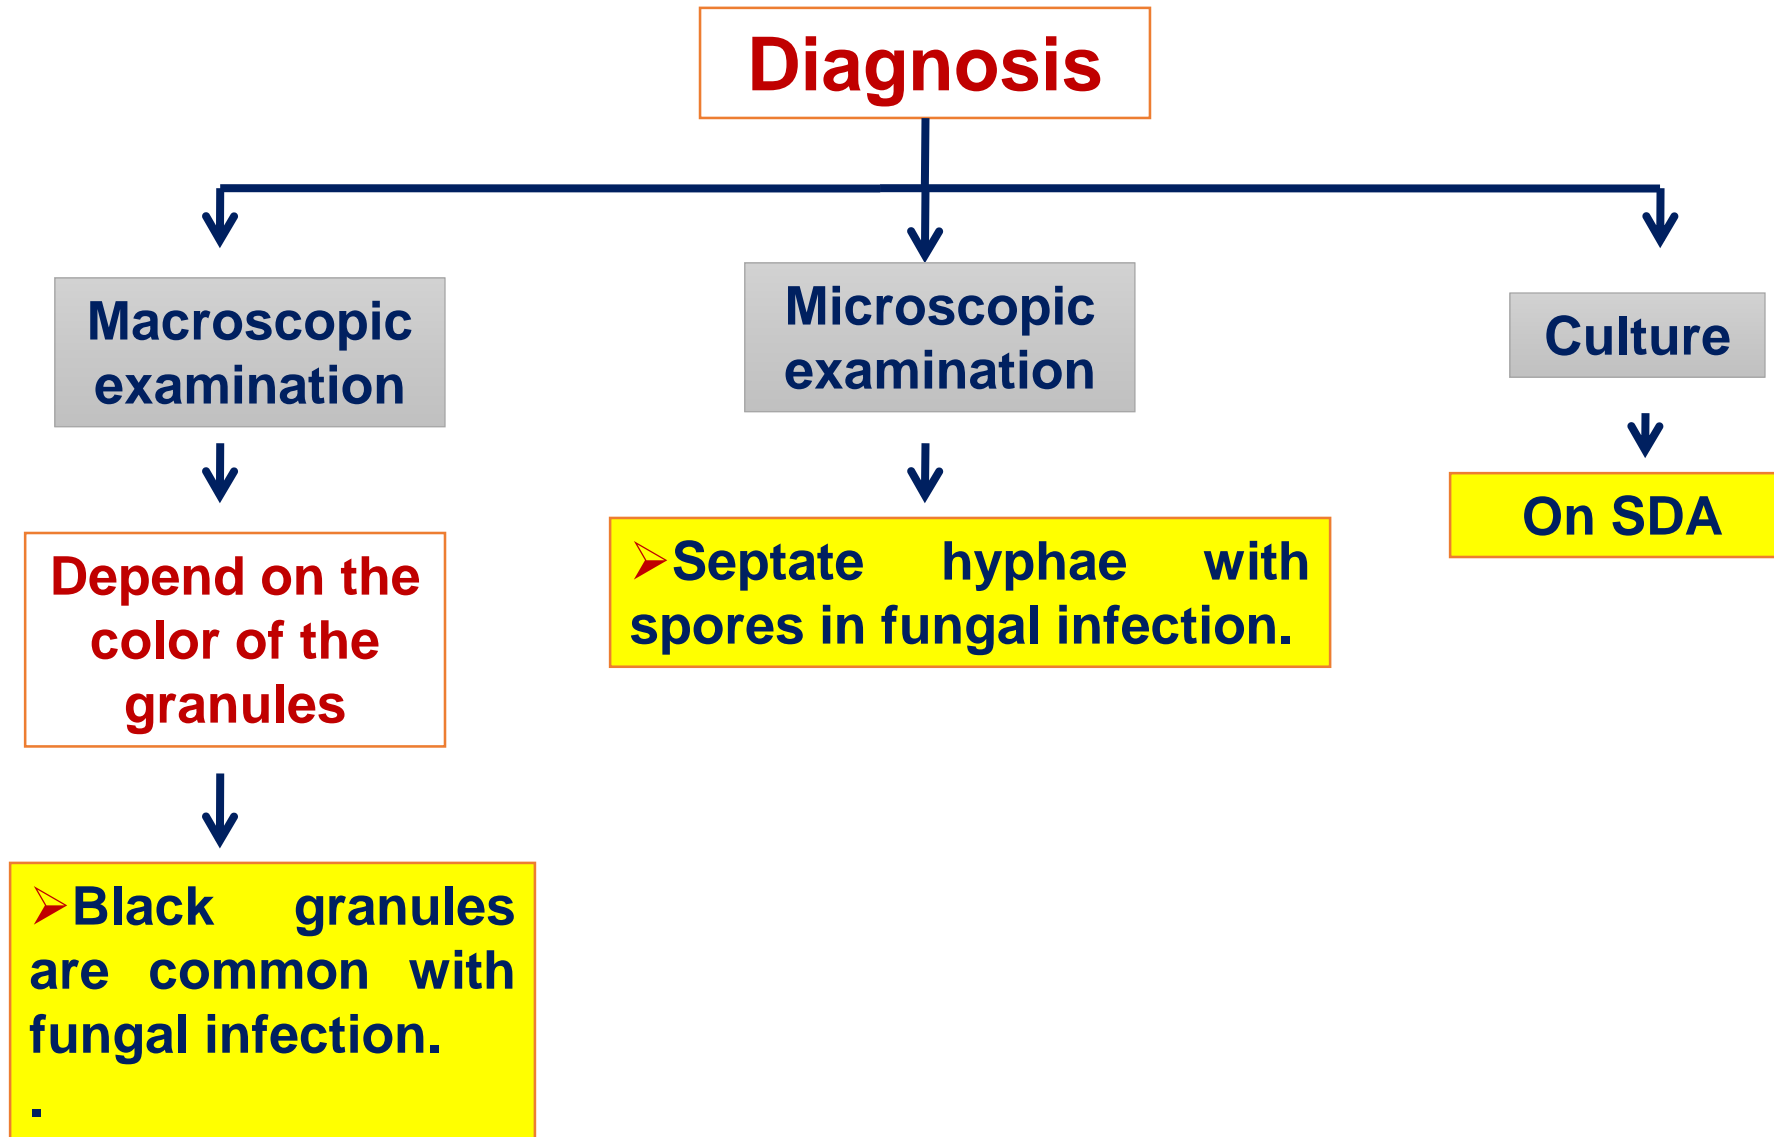 Diagnosis
Macroscopic
examination
Microscopic
examination
Culture
Depend on the
color of the
granules
➢Septate hyphae with
spores in fungal infection.
On SDA
➢Black granules
are common with
fungal infection.
.